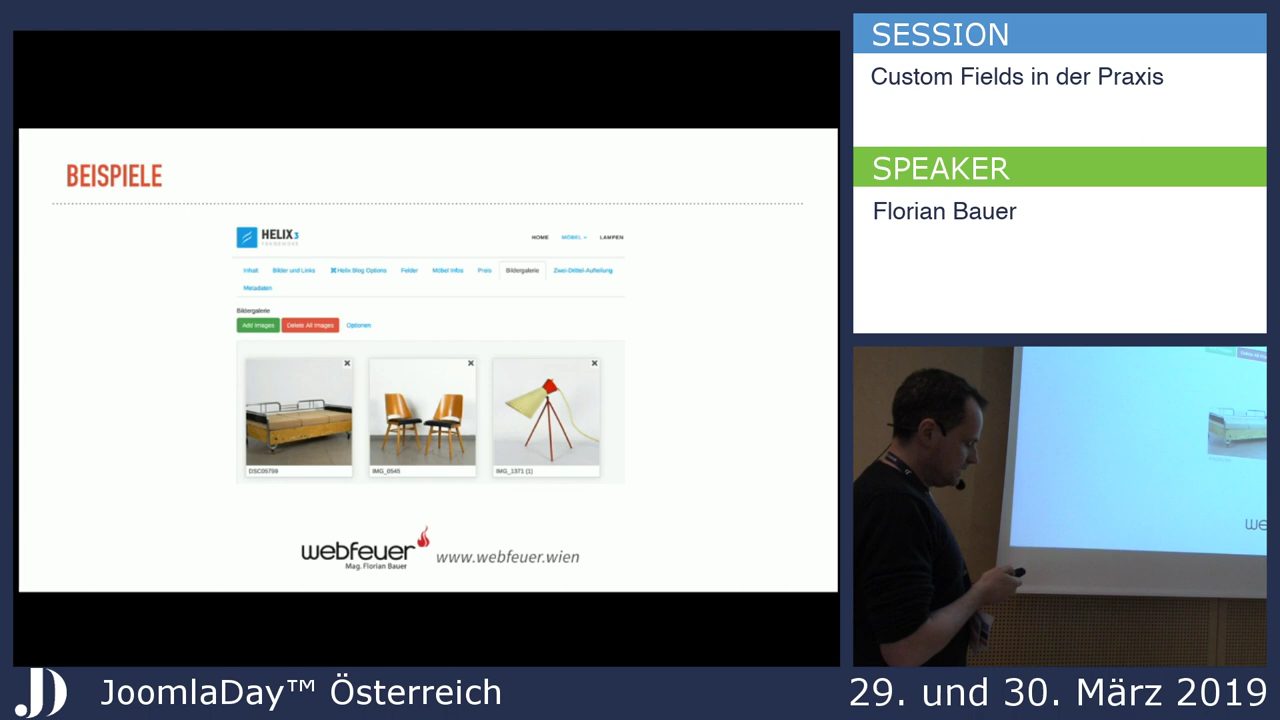 SESSION
Custom Fields in der Praxis
SPEAKER
Florian Bauer
BEISPIELE
HELIX3
FRAMEWORK
HOME MÖBEL LAMPEN
Inhalt Bilder und Links Helix Blog Options Felder Möbel Infos Preis Bildergalerie Zwei-Drittel-Aufteilung
Metadaten
Bildergalerie
Add Images Delete All Images Optionen
DSC05799 IMG_0545 IMG_1371 (1)
webfeuer www.webfeuer.wien
Mag. Florian Bauer
we
JoomlaDay™ Österreich
29. und 30. März 2019